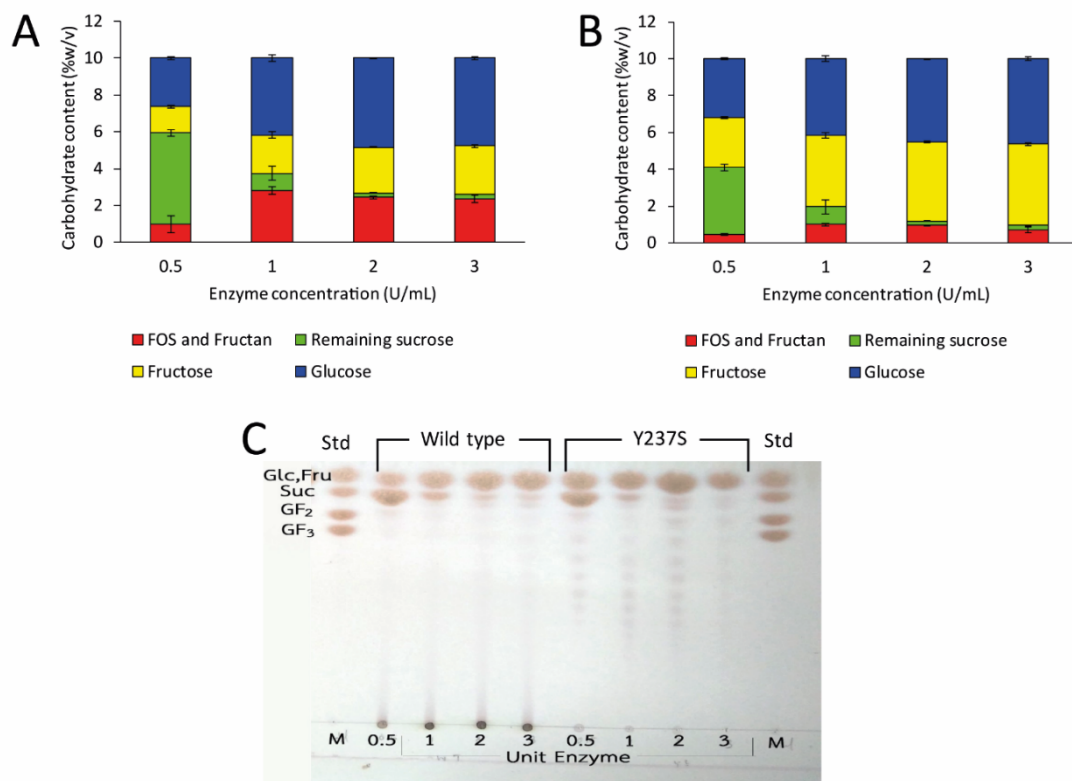 A
Carbohydrate content (%w/v)
12
10
8
6
4
2
0
0.5 1 2 3
Enzyme concentration (U/mL)
FOS and Fructan Remaining sucrose
Fructose Glucose
B
Carbohydrate content (%w/v)
12
10
8
6
4
2
0
0.5 1 2 3
Enzyme concentration (U/mL)
FOS and Fructan Remaining sucrose
Fructose Glucose
C
Std Wild type Y237S Std
Glc,Fru
Suc
GF₂
GF₃
M 0.5 1 2 3 0.5 1 2 3 M
Unit Enzyme